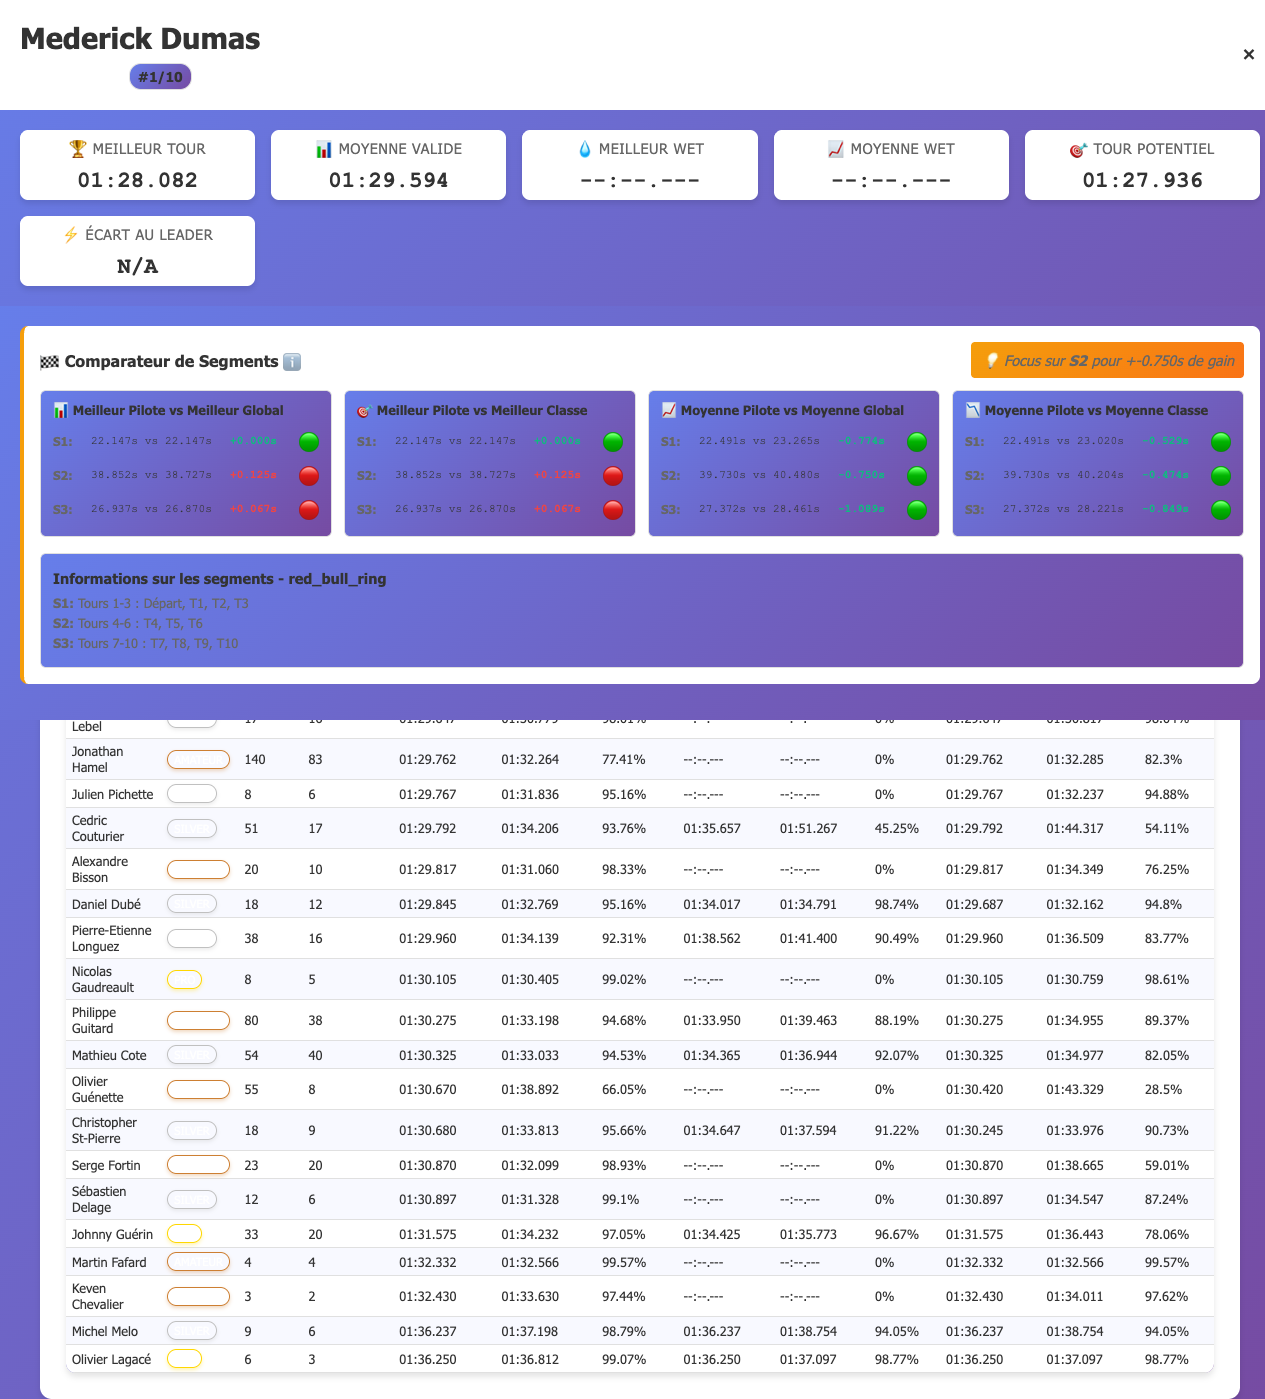 Mederick Dumas
×
#1/10
🏆 MEILLEUR TOUR
01:28.082
📊 MOYENNE VALIDE
01:29.594
💧 MEILLEUR WET
--:--.---
📈 MOYENNE WET
--:--.---
🎯 TOUR POTENTIEL
01:27.936
⚡ ÉCART AU LEADER
N/A
🏁 Comparateur de Segments ℹ️
💡 Focus sur S2 pour +-0.750s de gain
📊 Meilleur Pilote vs Meilleur Global
S1: 22.147s vs 22.147s +0.000s
S2: 38.852s vs 38.727s +0.125s
S3: 26.937s vs 26.870s +0.067s
🎯 Meilleur Pilote vs Meilleur Classe
S1: 22.147s vs 22.147s +0.000s
S2: 38.852s vs 38.727s +0.125s
S3: 26.937s vs 26.870s +0.067s
📈 Moyenne Pilote vs Moyenne Global
S1: 22.491s vs 23.265s -0.774s
S2: 39.730s vs 40.480s -0.750s
S3: 27.372s vs 28.461s -1.089s
📉 Moyenne Pilote vs Moyenne Classe
S1: 22.491s vs 23.020s -0.529s
S2: 39.730s vs 40.204s -0.474s
S3: 27.372s vs 28.221s -0.849s
Informations sur les segments - red_bull_ring
S1: Tours 1-3 : Départ, T1, T2, T3
S2: Tours 4-6 : T4, T5, T6
S3: Tours 7-10 : T7, T8, T9, T10
Lebel
Jonathan Hamel 140 83 01:29.762 01:32.264 77.41% --:--.--- --:--.--- 0% 01:29.762 01:32.285 82.3%
Julien Pichette 8 6 01:29.767 01:31.836 95.16% --:--.--- --:--.--- 0% 01:29.767 01:32.237 94.88%
Cedric Couturier 51 17 01:29.792 01:34.206 93.76% 01:35.657 01:51.267 45.25% 01:29.792 01:44.317 54.11%
Alexandre Bisson 20 10 01:29.817 01:31.060 98.33% --:--.--- --:--.--- 0% 01:29.817 01:34.349 76.25%
Daniel Dubé 18 12 01:29.845 01:32.769 95.16% 01:34.017 01:34.791 98.74% 01:29.687 01:32.162 94.8%
Pierre-Etienne Longuez 38 16 01:29.960 01:34.139 92.31% 01:38.562 01:41.400 90.49% 01:29.960 01:36.509 83.77%
Nicolas Gaudreault 8 5 01:30.105 01:30.405 99.02% --:--.--- --:--.--- 0% 01:30.105 01:30.759 98.61%
Philippe Guitard 80 38 01:30.275 01:33.198 94.68% 01:33.950 01:39.463 88.19% 01:30.275 01:34.955 89.37%
Mathieu Cote 54 40 01:30.325 01:33.033 94.53% 01:34.365 01:36.944 92.07% 01:30.325 01:34.977 82.05%
Olivier Guénette 55 8 01:30.670 01:38.892 66.05% --:--.--- --:--.--- 0% 01:30.420 01:43.329 28.5%
Christopher St-Pierre 18 9 01:30.680 01:33.813 95.66% 01:34.647 01:37.594 91.22% 01:30.245 01:33.976 90.73%
Serge Fortin 23 20 01:30.870 01:32.099 98.93% --:--.--- --:--.--- 0% 01:30.870 01:38.665 59.01%
Sébastien Delage 12 6 01:30.897 01:31.328 99.1% --:--.--- --:--.--- 0% 01:30.897 01:34.547 87.24%
Johnny Guérin 33 20 01:31.575 01:34.232 97.05% 01:34.425 01:35.773 96.67% 01:31.575 01:36.443 78.06%
Martin Fafard 4 4 01:32.332 01:32.566 99.57% --:--.--- --:--.--- 0% 01:32.332 01:32.566 99.57%
Keven Chevalier 3 2 01:32.430 01:33.630 97.44% --:--.--- --:--.--- 0% 01:32.430 01:34.011 97.62%
Michel Melo 9 6 01:36.237 01:37.198 98.79% 01:36.237 01:38.754 94.05% 01:36.237 01:38.754 94.05%
Olivier Lagacé 6 3 01:36.250 01:36.812 99.07% 01:36.250 01:37.097 98.77% 01:36.250 01:37.097 98.77%